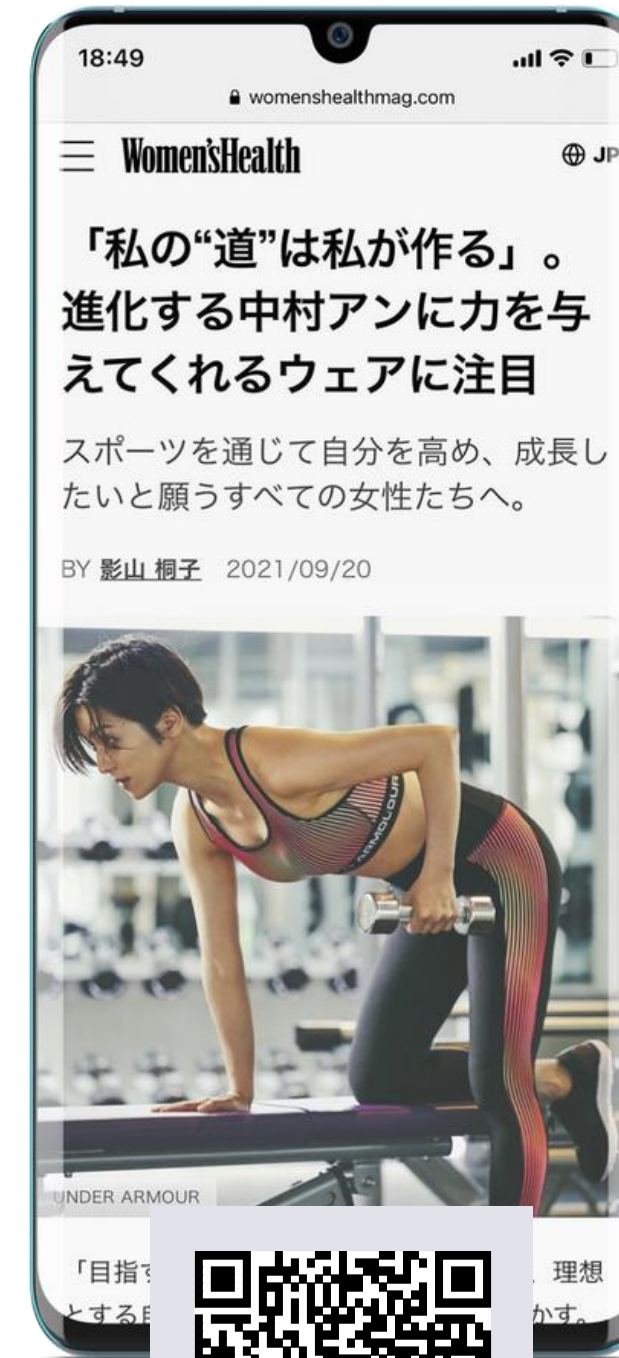 18:49
womenshealthmag.com
Women'sHealth
JP
「私の“道”は私が作る」。
進化する中村アンに力を与
えてくれるウェアに注目
スポーツを通じて自分を高め、成長し
たいと願うすべての女性たちへ。
BY 影山 桐子 2021/09/20
ARMOUR
UNDER ARMOUR
「目指す 、理想
とする自 かす。